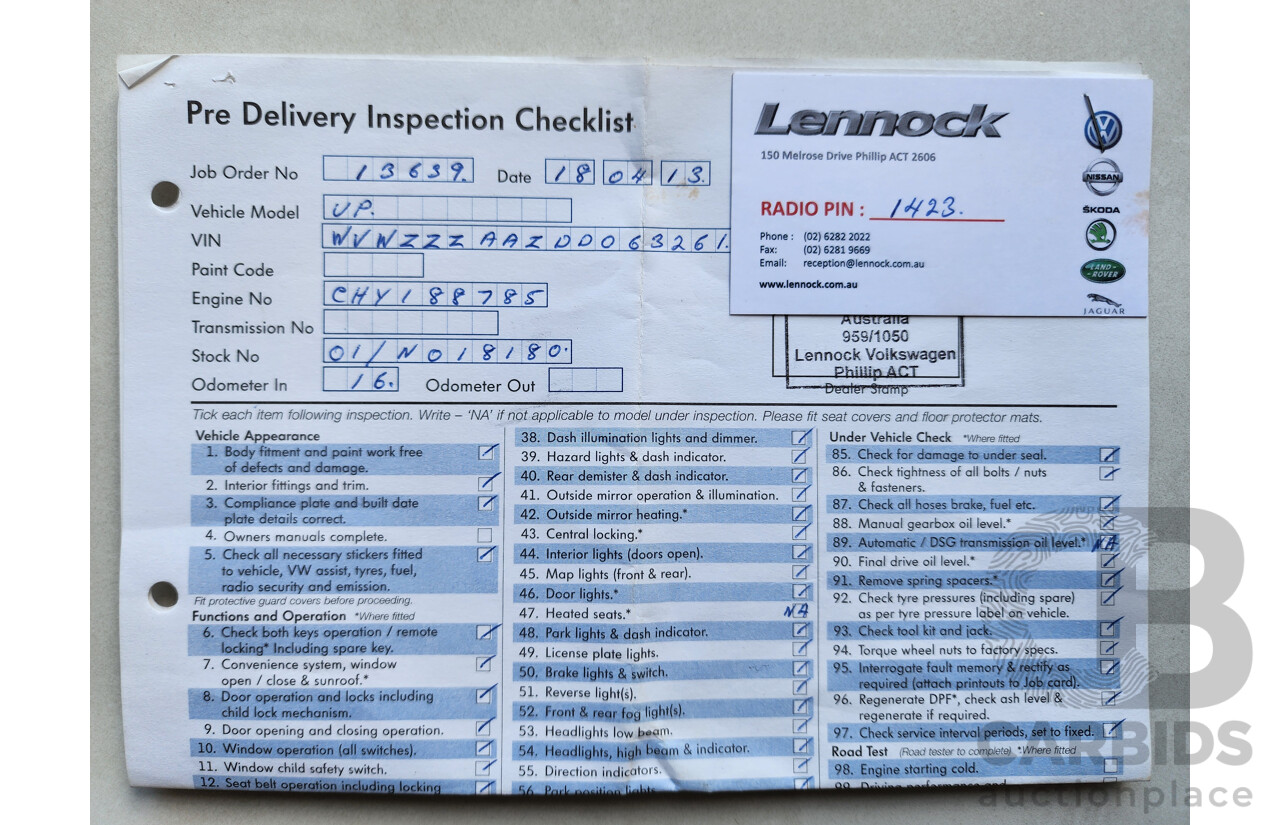 Pre Delivery Inspection Checklist
Job Order No 13639. Date 18 04 13.
Vehicle Model UP.
VIN WVWZZZAAZDD063261.
Paint Code
Engine No CHY188785
Transmission No
Stock No 01/N018180.
Odometer In 16. Odometer Out
Lennock
150 Melrose Drive Phillip ACT 2606
RADIO PIN : 1423.
Phone : (02) 6282 2022
Fax: (02) 6281 9669
Email: reception@lennock.com.au
www.lennock.com.au
NISSAN
ŠKODA
LAND-ROVER
JAGUAR
Australia
959/1050
Lennock Volkswagen
Phillip ACT
Dealer Stamp
Tick each item following inspection. Write – 'NA' if not applicable to model under inspection. Please fit seat covers and floor protector mats.
Vehicle Appearance
1. Body fitment and paint work free
of defects and damage.
2. Interior fittings and trim.
3. Compliance plate and built date
plate details correct.
4. Owners manuals complete.
5. Check all necessary stickers fitted
to vehicle, VW assist, tyres, fuel,
radio security and emission.
Fit protective guard covers before proceeding.
Functions and Operation *Where fitted
6. Check both keys operation / remote
locking* Including spare key.
7. Convenience system, window
open / close & sunroof.*
8. Door operation and locks including
child lock mechanism.
9. Door opening and closing operation.
10. Window operation (all switches).
11. Window child safety switch.
12. Seat belt operation including locking
38. Dash illumination lights and dimmer.
39. Hazard lights & dash indicator.
40. Rear demister & dash indicator.
41. Outside mirror operation & illumination.
42. Outside mirror heating.*
43. Central locking.*
44. Interior lights (doors open).
45. Map lights (front & rear).
46. Door lights.*
47. Heated seats.* NA
48. Park lights & dash indicator.
49. License plate lights.
50. Brake lights & switch.
51. Reverse light(s).
52. Front & rear fog light(s).
53. Headlights low beam.
54. Headlights, high beam & indicator.
55. Direction indicators.
56. Park position lights
Under Vehicle Check *Where fitted
85. Check for damage to under seal.
86. Check tightness of all bolts / nuts
& fasteners.
87. Check all hoses brake, fuel etc.
88. Manual gearbox oil level.*
89. Automatic / DSG transmission oil level.* NA
90. Final drive oil level.*
91. Remove spring spacers.*
92. Check tyre pressures (including spare)
as per tyre pressure label on vehicle.
93. Check tool kit and jack.
94. Torque wheel nuts to factory specs.
95. Interrogate fault memory & rectify as
required (attach printouts to Job card).
96. Regenerate DPF*, check ash level &
regenerate if required.
97. Check service interval periods, set to fixed.
Road Test (Road tester to complete) *Where fitted
98. Engine starting cold.
99. Driving performance and
CARBIDS
auctionplace